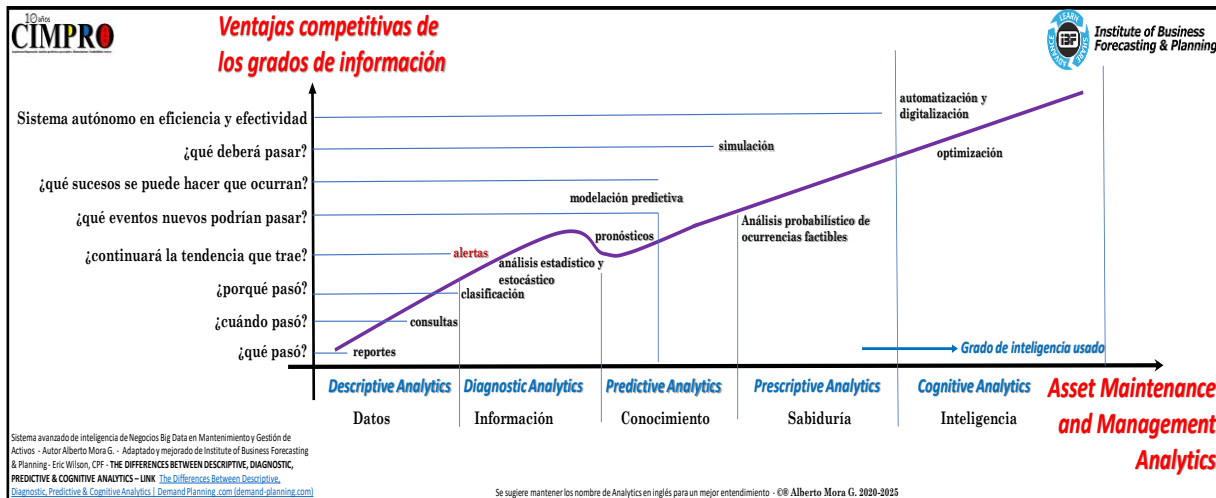 10años
CIMPRO
Ventajas competitivas de
los grados de información
LEARN
SHARE
ADVANCE
IBF
Institute of Business
Forecasting & Planning
Sistema autónomo en eficiencia y efectividad
¿qué deberá pasar?
¿qué sucesos se puede hacer que ocurran?
¿qué eventos nuevos podrían pasar?
¿continuará la tendencia que trae?
¿porqué pasó?
¿cuándo pasó?
¿qué pasó?
automatización y
digitalización
simulación
optimización
modelación predictiva
Análisis probabilístico de
ocurrencias factibles
pronósticos
alertas
análisis estadístico y
estocástico
clasificación
consultas
reportes
Grado de inteligencia usado
Descriptive Analytics
Diagnostic Analytics
Predictive Analytics
Prescriptive Analytics
Cognitive Analytics
Datos
Información
Conocimiento
Sabiduría
Inteligencia
Asset Maintenance
and Management
Analytics
Sistema avanzado de inteligencia de Negocios Big Data en Mantenimiento y Gestión de
Activos - Autor Alberto Mora G. - Adaptado y mejorado de Institute of Business Forecasting
& Planning - Eric Wilson, CPF - THE DIFFERENCES BETWEEN DESCRIPTIVE, DIAGNOSTIC,
PREDICTIVE & COGNITIVE ANALYTICS – LINK The Differences Between Descriptive,
Diagnostic, Predictive & Cognitive Analytics | Demand Planning .com (demand-planning.com)
Se sugiere mantener los nombre de Analytics en inglés para un mejor entendimiento - ©® Alberto Mora G. 2020-2025